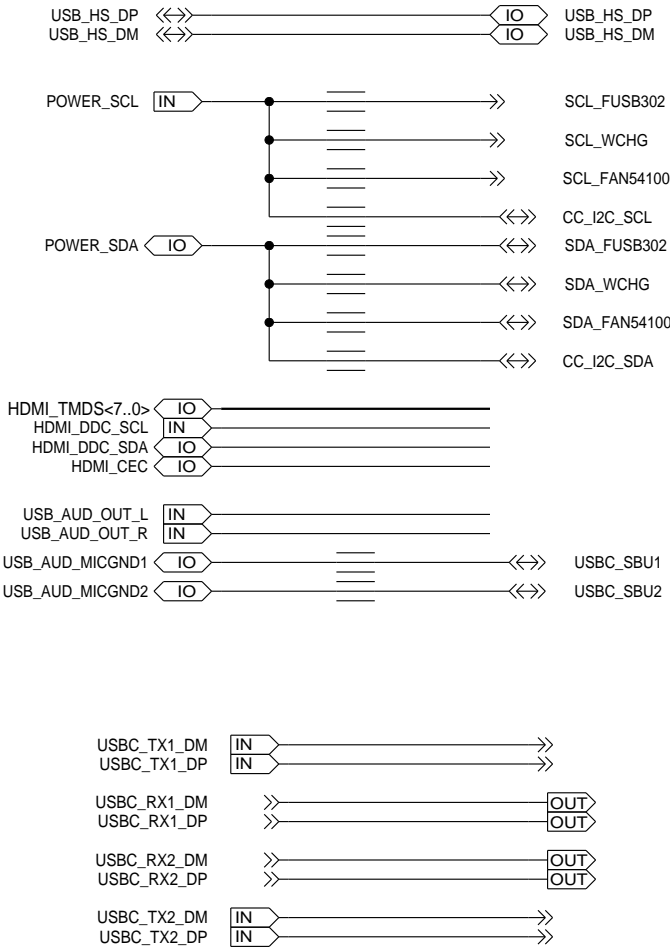 USB_HS_DP IO USB_HS_DP
USB_HS_DM IO USB_HS_DM
POWER_SCL IN SCL_FUSB302
SCL_WCHG
SCL_FAN54100
CC_I2C_SCL
POWER_SDA IO SDA_FUSB302
SDA_WCHG
SDA_FAN54100
CC_I2C_SDA
HDMI_TMDS<7..0> IO
HDMI_DDC_SCL IN
HDMI_DDC_SDA IO
HDMI_CEC IO
USB_AUD_OUT_L IN
USB_AUD_OUT_R IN
USB_AUD_MICGND1 IO USBC_SBU1
USB_AUD_MICGND2 IO USBC_SBU2
USBC_TX1_DM IN
USBC_TX1_DP IN
USBC_RX1_DM OUT
USBC_RX1_DP OUT
USBC_RX2_DM OUT
USBC_RX2_DP OUT
USBC_TX2_DM IN
USBC_TX2_DP IN